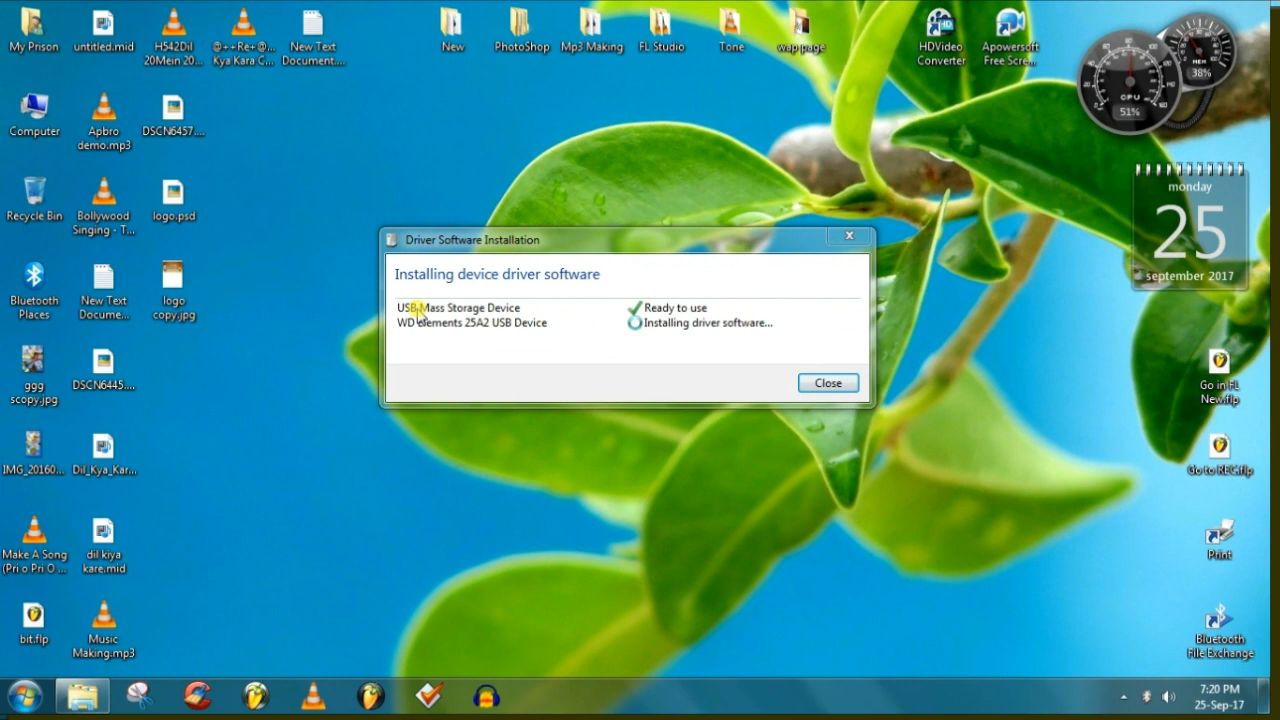 My Prison
untitled.mid
H542Dil
20Mein 20...
@++Re+@...
Kya Kara C...
New Text
Document....
New
PhotoShop
Mp3 Making
FL Studio
Tone
wap page
HDVideo
Converter
Apowersoft
Free Scre...
MEM
38%
CPU
51%
Computer
Apbro
demo.mp3
DSCN6457....
Recycle Bin
Bollywood
Singing - T...
logo.psd
monday
25
september 2017
Driver Software Installation
Installing device driver software
USB Mass Storage Device
Ready to use
WD Elements 25A2 USB Device
Installing driver software...
Close
Bluetooth
Places
New Text
Docume...
logo
copy.jpg
ggg
scopy.jpg
DSCN6445....
Go in FL
New.flp
IMG_20160...
Dil_Kya_Kar...
Go to REC.flp
Make A Song
(Pri o Pri O ...
dil kiya
kare.mid
Print
bit.flp
Music
Making.mp3
Bluetooth
File Exchange
7:20 PM
25-Sep-17